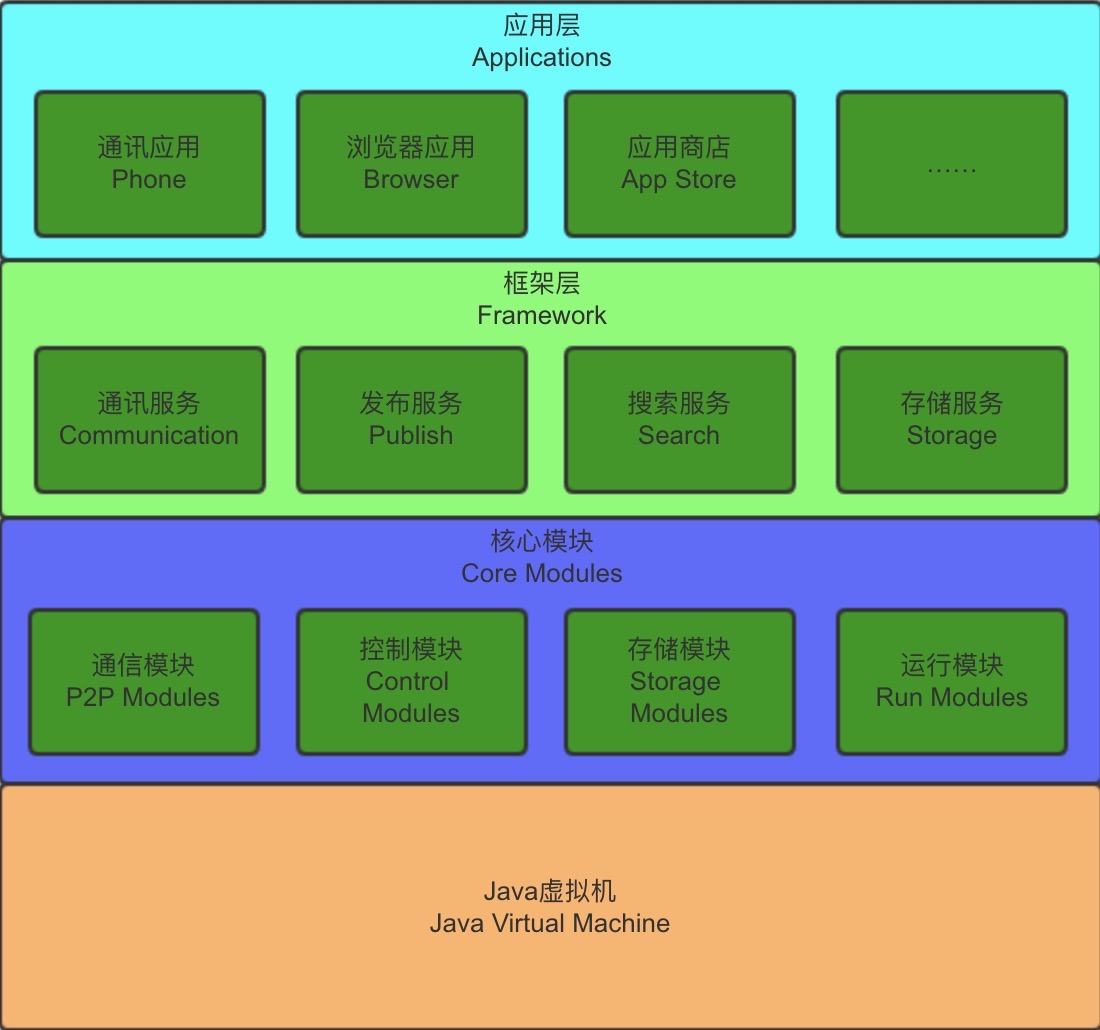 应用层
Applications
通讯应用
Phone
浏览器应用
Browser
应用商店
App Store
······
框架层
Framework
通讯服务
Communication
发布服务
Publish
搜索服务
Search
存储服务
Storage
核心模块
Core Modules
通信模块
P2P Modules
控制模块
Control
Modules
存储模块
Storage
Modules
运行模块
Run Modules
Java虚拟机
Java Virtual Machine